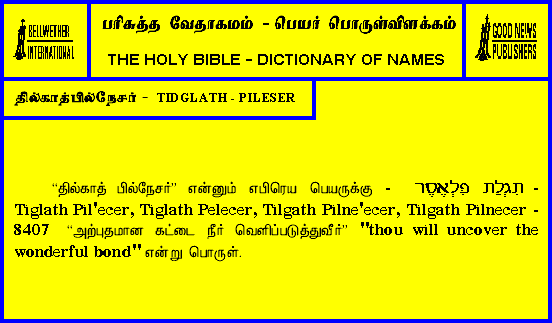 BELLWETHER
INTERNATIONAL
பரிசுத்த வேதாகமம் - பெயர் பொருள்விளக்கம்
THE HOLY BIBLE - DICTIONARY OF NAMES
GOOD NEWS
PUBLISHERS
தில்காத்பில்நேசர் - TIDGLATH - PILESER
“தில்காத் பில்நேசர்” என்னும் எபிரெய பெயருக்கு - תִּגְלַת פִּלְאֶסֶר -
Tiglath Pil'ecer, Tiglath Pelecer, Tilgath Pilne'ecer, Tilgath Pilnecer -
8407 “அற்புதமான கட்டை நீர் வெளிப்படுத்துவீர்” "thou will uncover the
wonderful bond" என்று பொருள்.